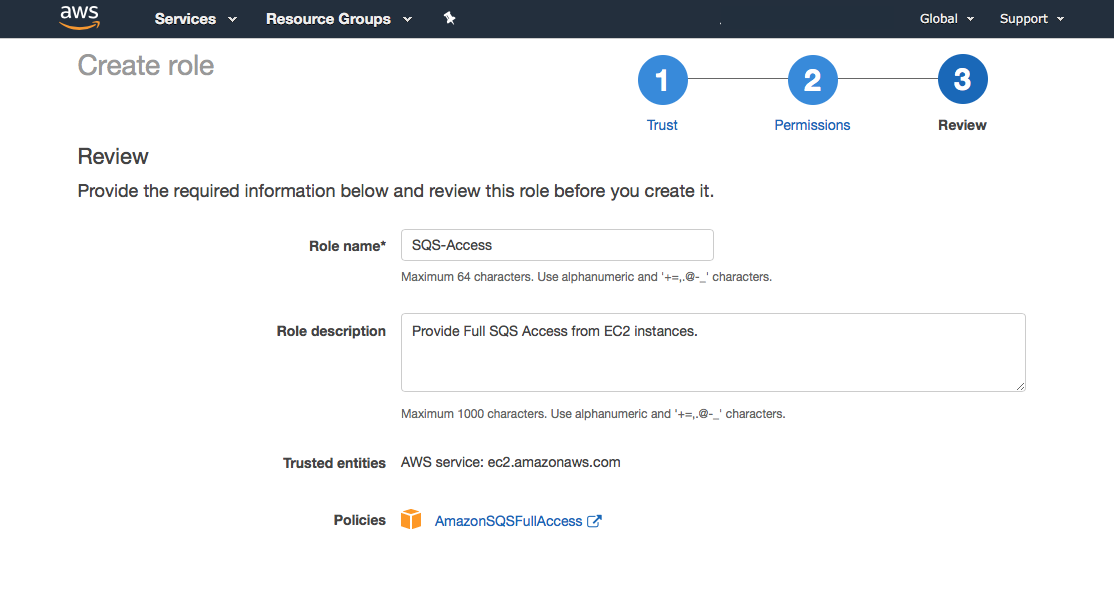 aws Services Resource Groups Global Support
Create role
1 2 3
Trust Permissions Review
Review
Provide the required information below and review this role before you create it.
Role name* SQS-Access
Maximum 64 characters. Use alphanumeric and '+=,.@-_' characters.
Role description Provide Full SQS Access from EC2 instances.
Maximum 1000 characters. Use alphanumeric and '+=,.@-_' characters.
Trusted entities AWS service: ec2.amazonaws.com
Policies AmazonSQSFullAccess